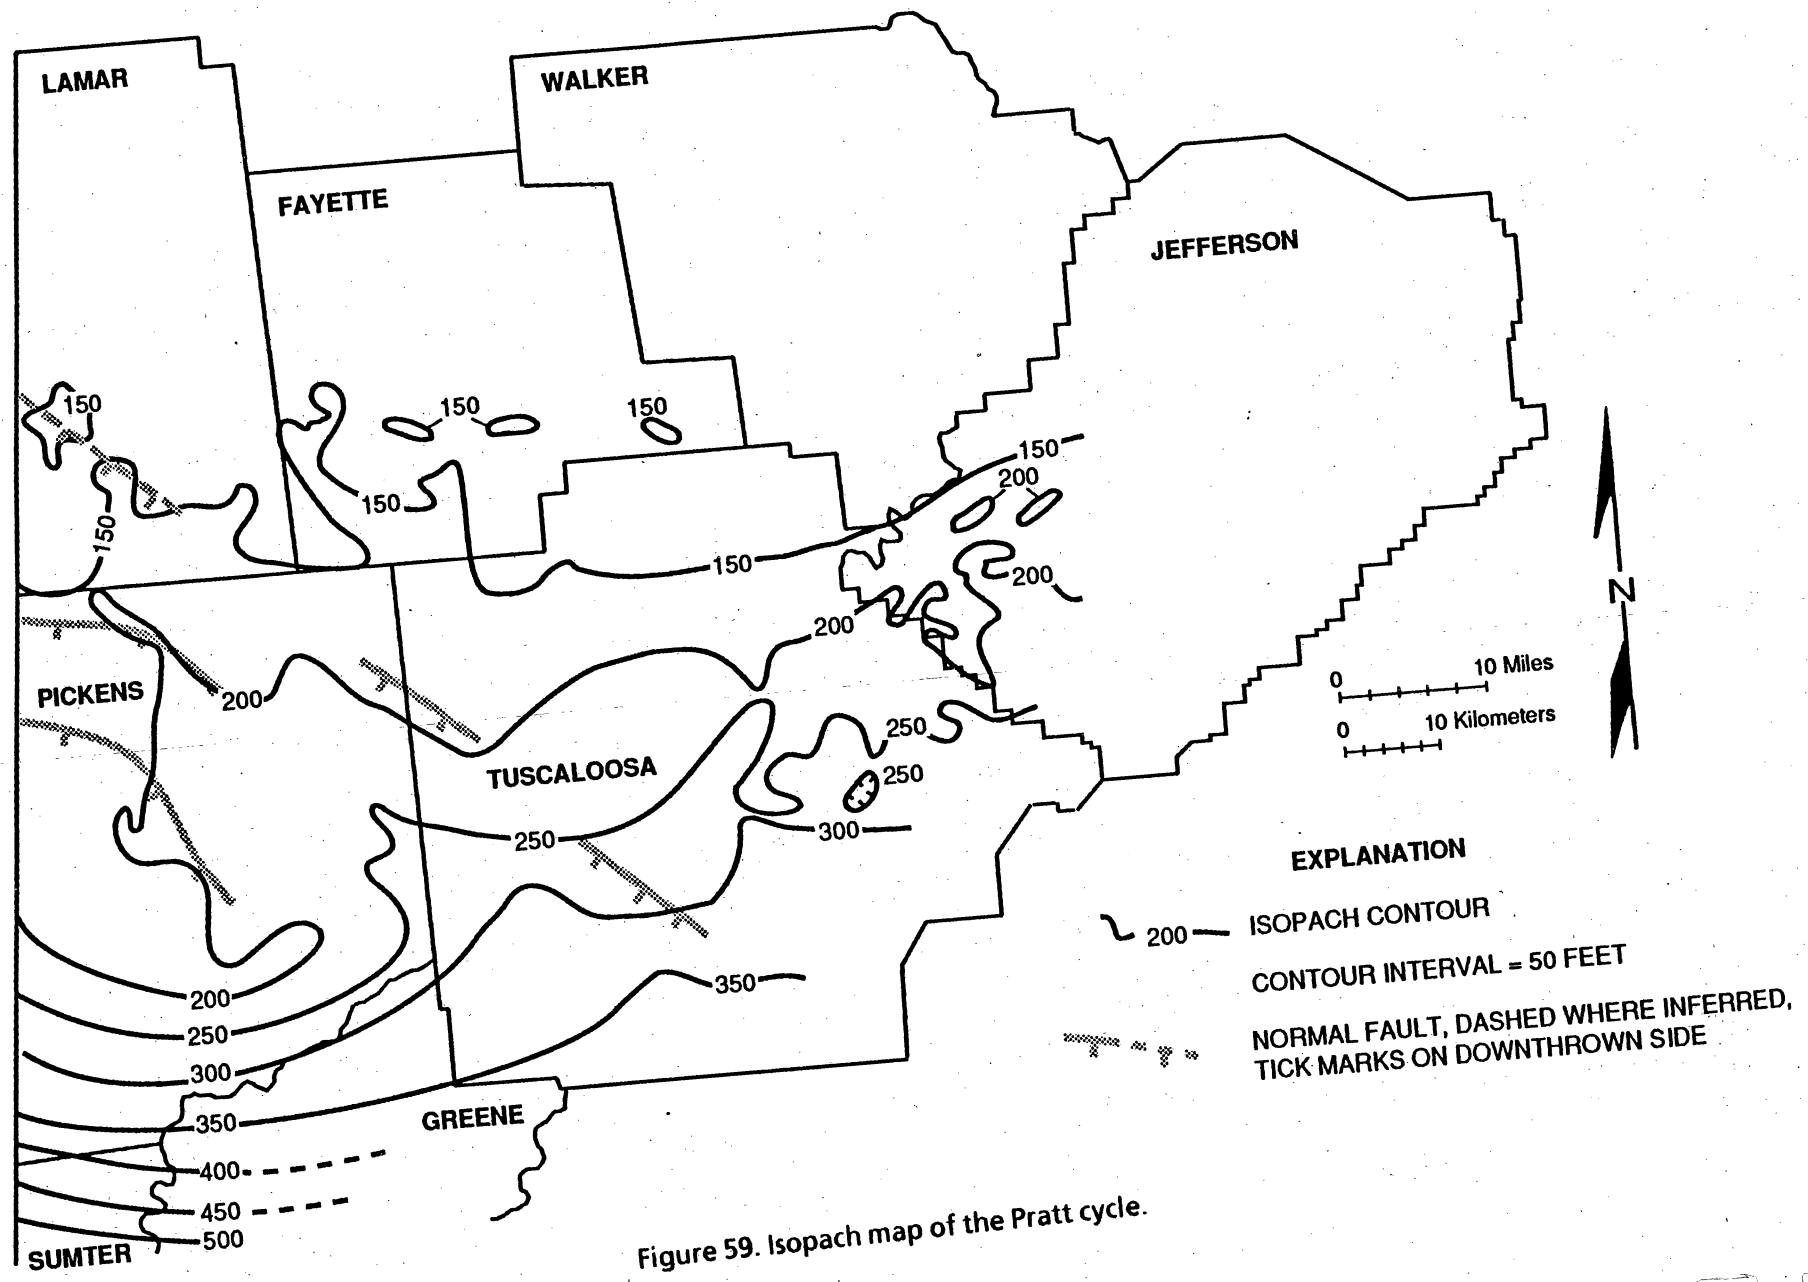 LAMAR
WALKER
FAYETTE
JEFFERSON
150
150
150
150
200
150
150
150
200
200
200
PICKENS
250
250
TUSCALOOSA
250
300
200
250
300
350
350
GREENE
400
450
500
SUMTER
0 10 Miles
0 10 Kilometers
N
EXPLANATION
200 ISOPACH CONTOUR
CONTOUR INTERVAL = 50 FEET
NORMAL FAULT, DASHED WHERE INFERRED,
TICK MARKS ON DOWNTHROWN SIDE
Figure 59. Isopach map of the Pratt cycle.